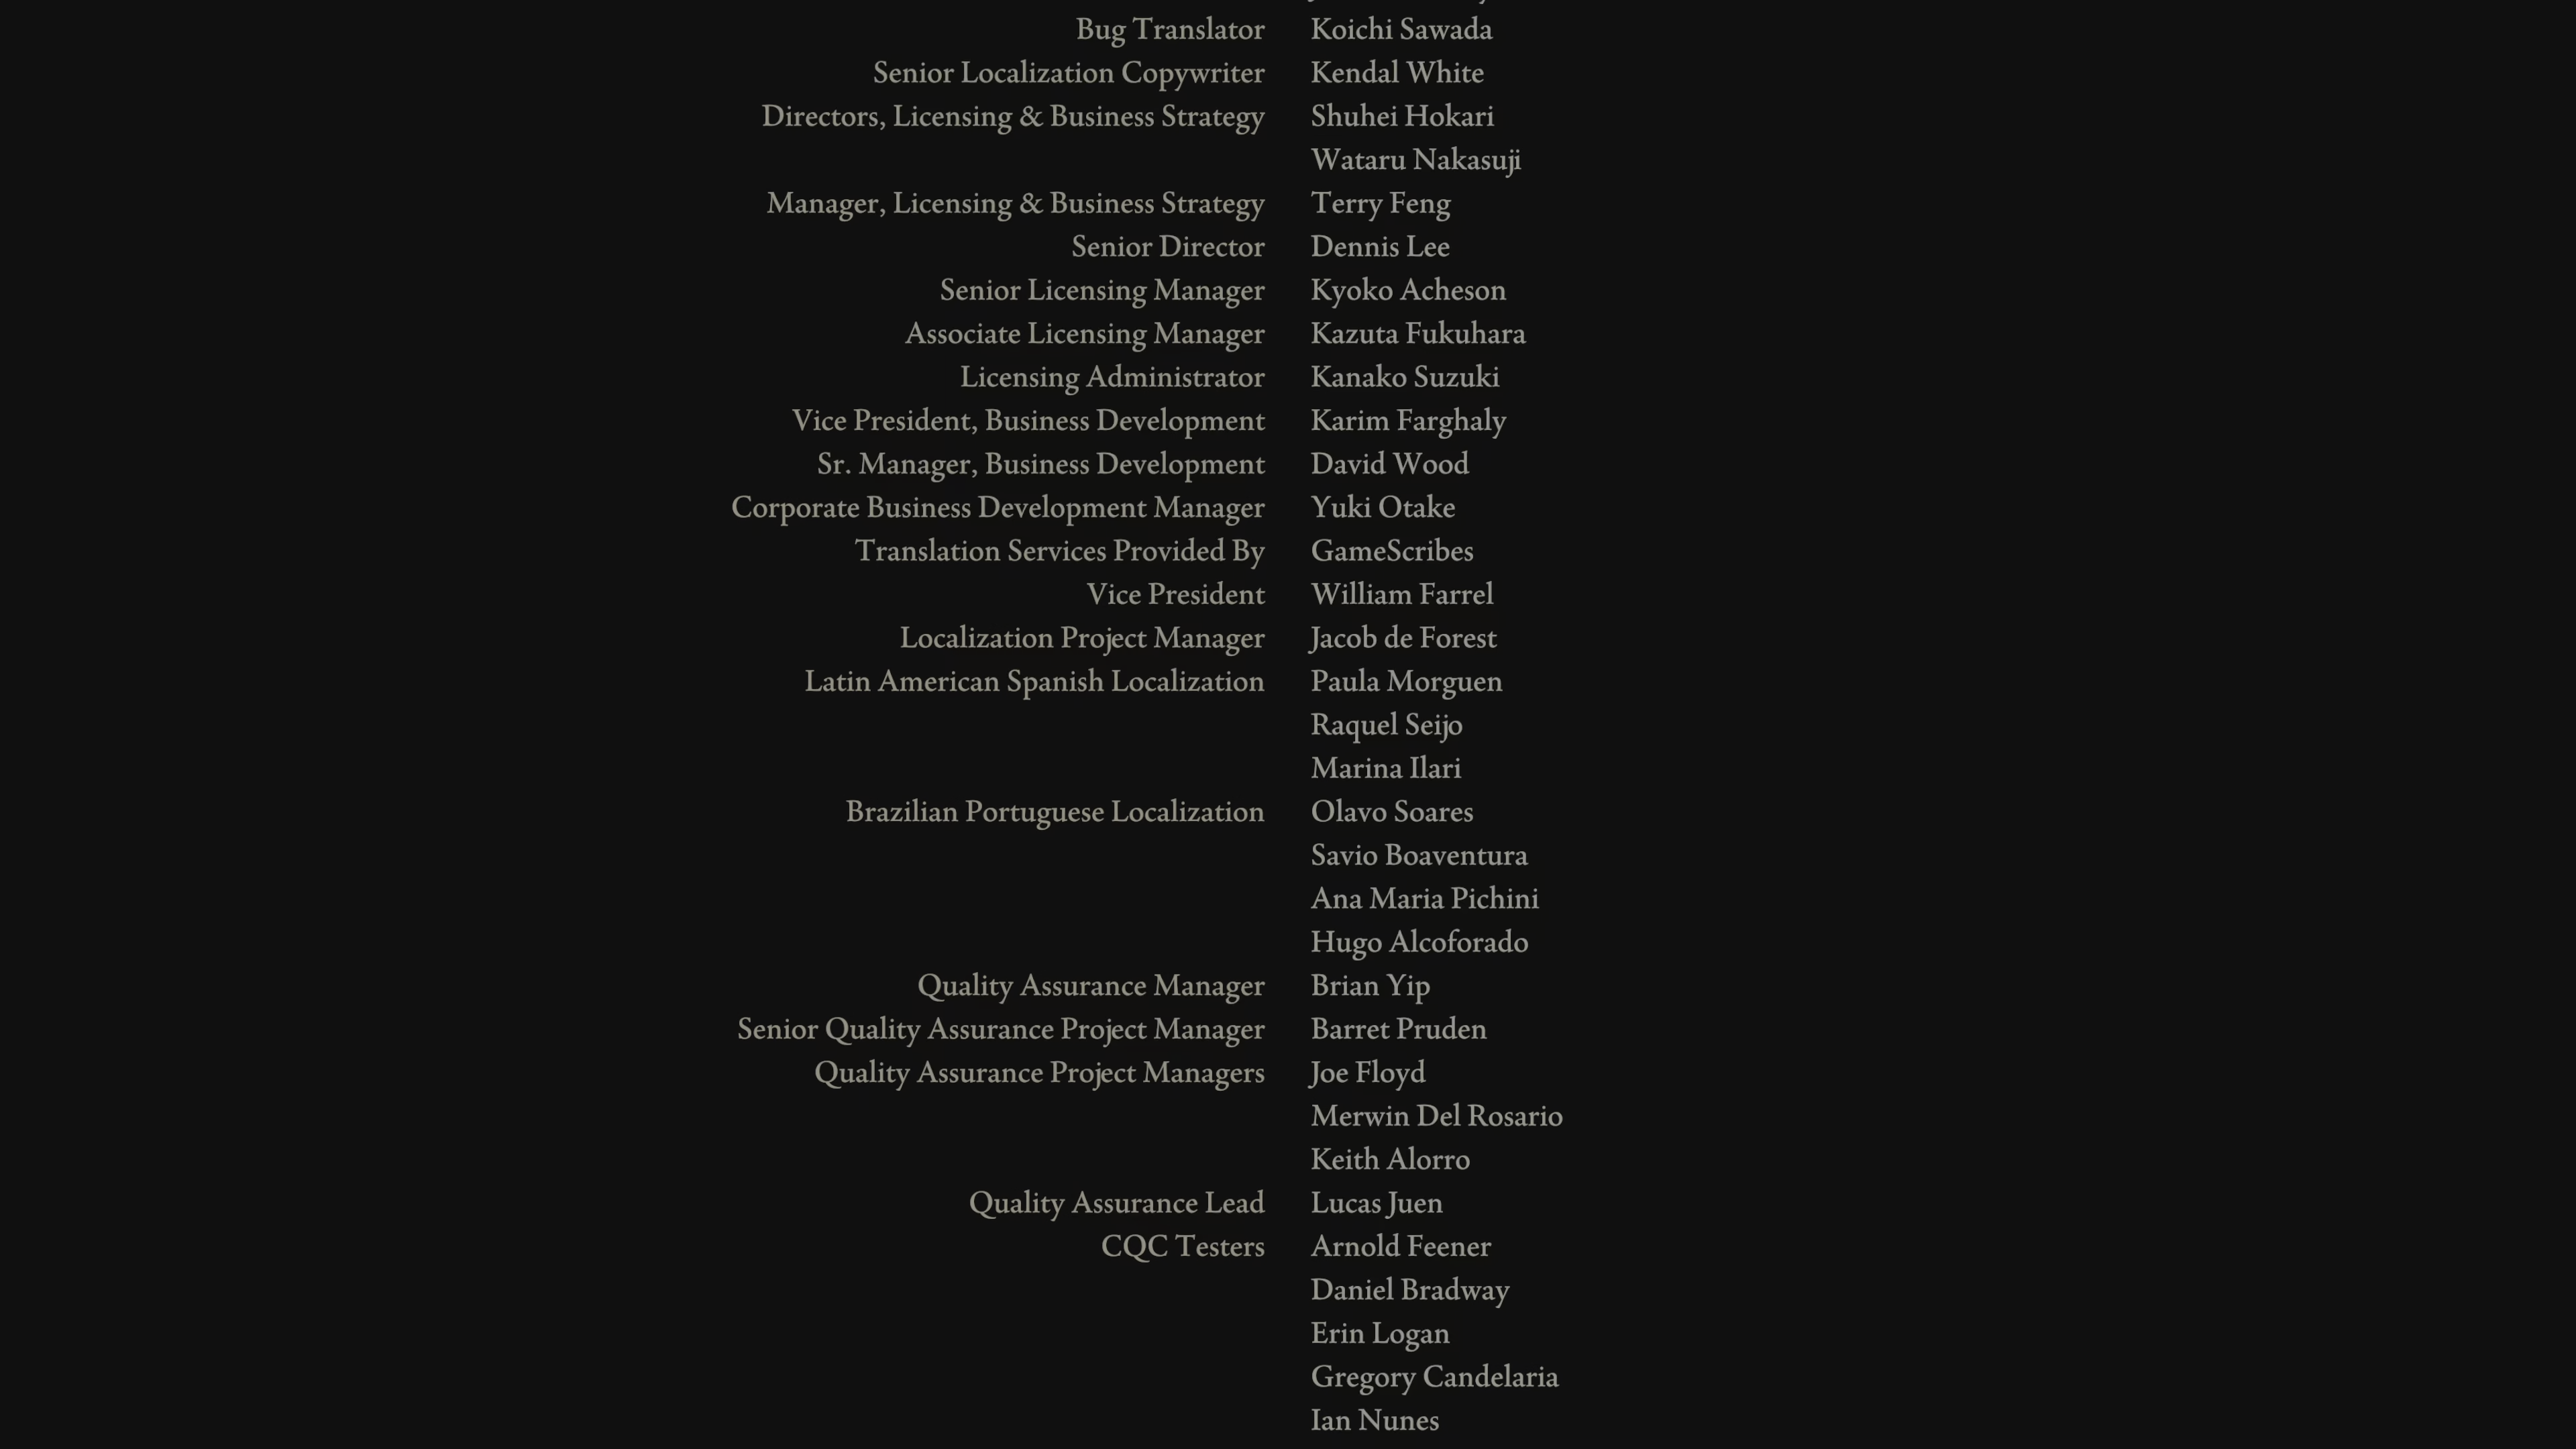 Bug Translator Koichi Sawada
Senior Localization Copywriter Kendal White
Directors, Licensing & Business Strategy Shuhei Hokari
Wataru Nakasuji
Manager, Licensing & Business Strategy Terry Feng
Senior Director Dennis Lee
Senior Licensing Manager Kyoko Acheson
Associate Licensing Manager Kazuta Fukuhara
Licensing Administrator Kanako Suzuki
Vice President, Business Development Karim Farghaly
Sr. Manager, Business Development David Wood
Corporate Business Development Manager Yuki Otake
Translation Services Provided By GameScribes
Vice President William Farrel
Localization Project Manager Jacob de Forest
Latin American Spanish Localization Paula Morguen
Raquel Seijo
Marina Ilari
Brazilian Portuguese Localization Olavo Soares
Savio Boaventura
Ana Maria Pichini
Hugo Alcoforado
Quality Assurance Manager Brian Yip
Senior Quality Assurance Project Manager Barret Pruden
Quality Assurance Project Managers Joe Floyd
Merwin Del Rosario
Keith Alorro
Quality Assurance Lead Lucas Juen
CQC Testers Arnold Feener
Daniel Bradway
Erin Logan
Gregory Candelaria
Ian Nunes